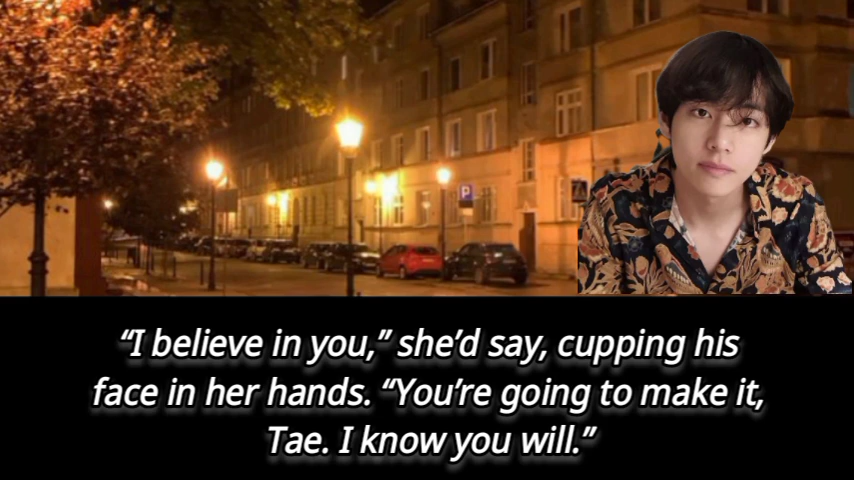 P
“I believe in you,” she’d say, cupping his
face in her hands. “You’re going to make it,
Tae. I know you will.”